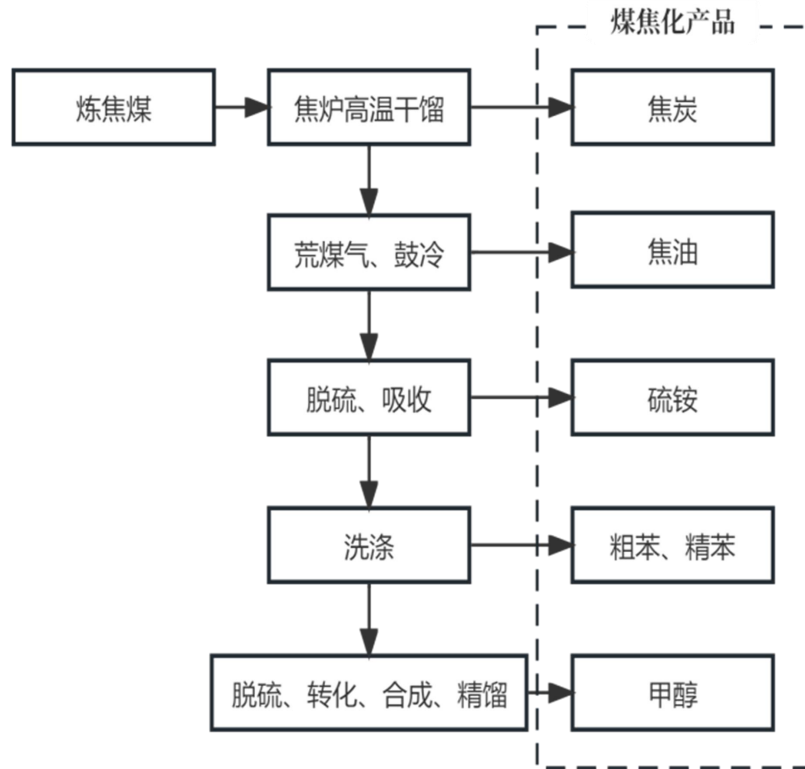 煤焦化产品
炼焦煤
焦炉高温干馏
焦炭
荒煤气、鼓冷
焦油
脱硫、吸收
硫铵
洗涤
粗苯、精苯
脱硫、转化、合成、精馏
甲醇